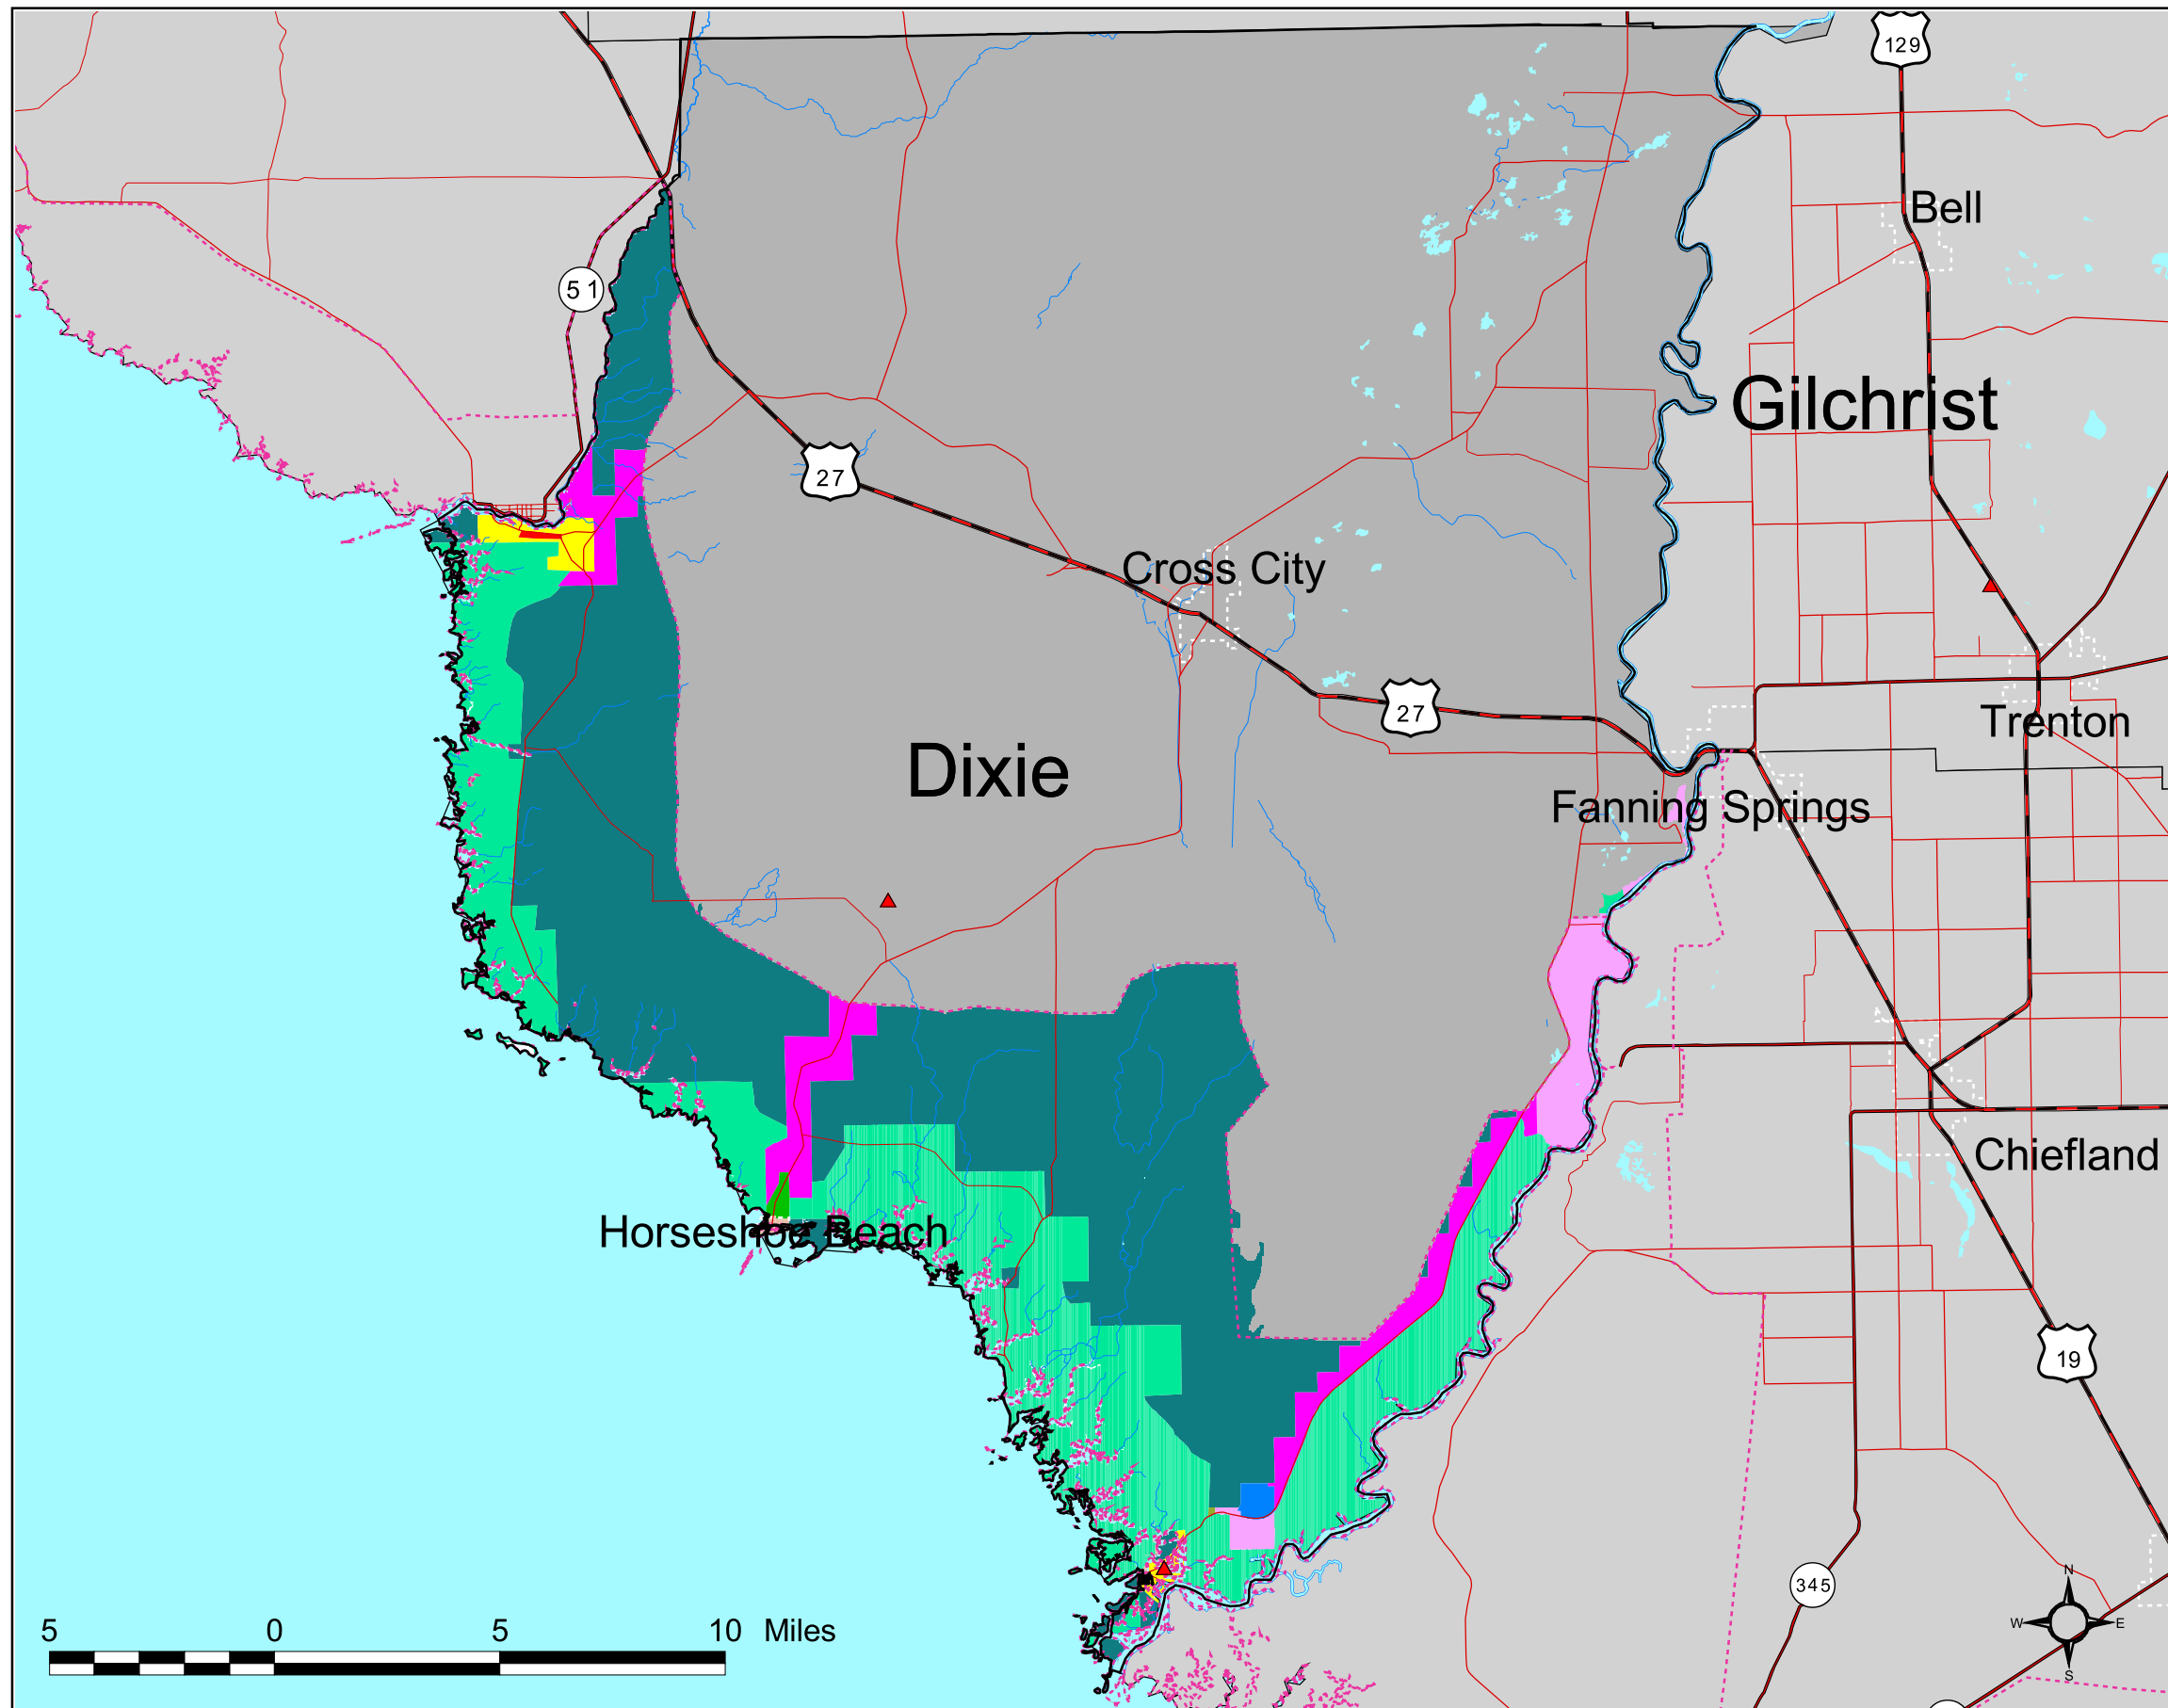 129
Bell
51
Gilchrist
27
Cross City
27
Trenton
Dixie
Fanning Springs
Chiefland
Horseshoe Beach
19
345
N
W E
S
5 0 5 10 Miles